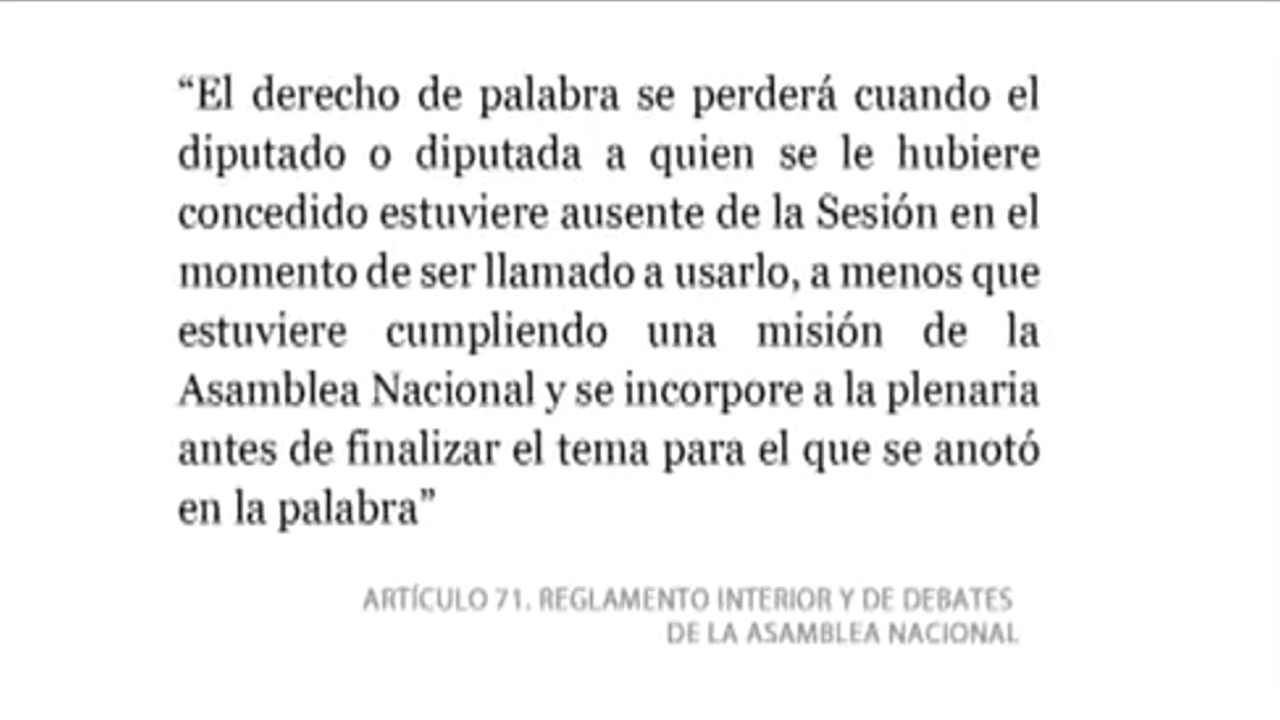 “El derecho de palabra se perderá cuando el
diputado o diputada a quien se le hubiere
concedido estuviere ausente de la Sesión en el
momento de ser llamado a usarlo, a menos que
estuviere cumpliendo una misión de la
Asamblea Nacional y se incorpore a la plenaria
antes de finalizar el tema para el que se anotó
en la palabra”
ARTÍCULO 71. REGLAMENTO INTERIOR Y DE DEBATES
DE LA ASAMBLEA NACIONAL